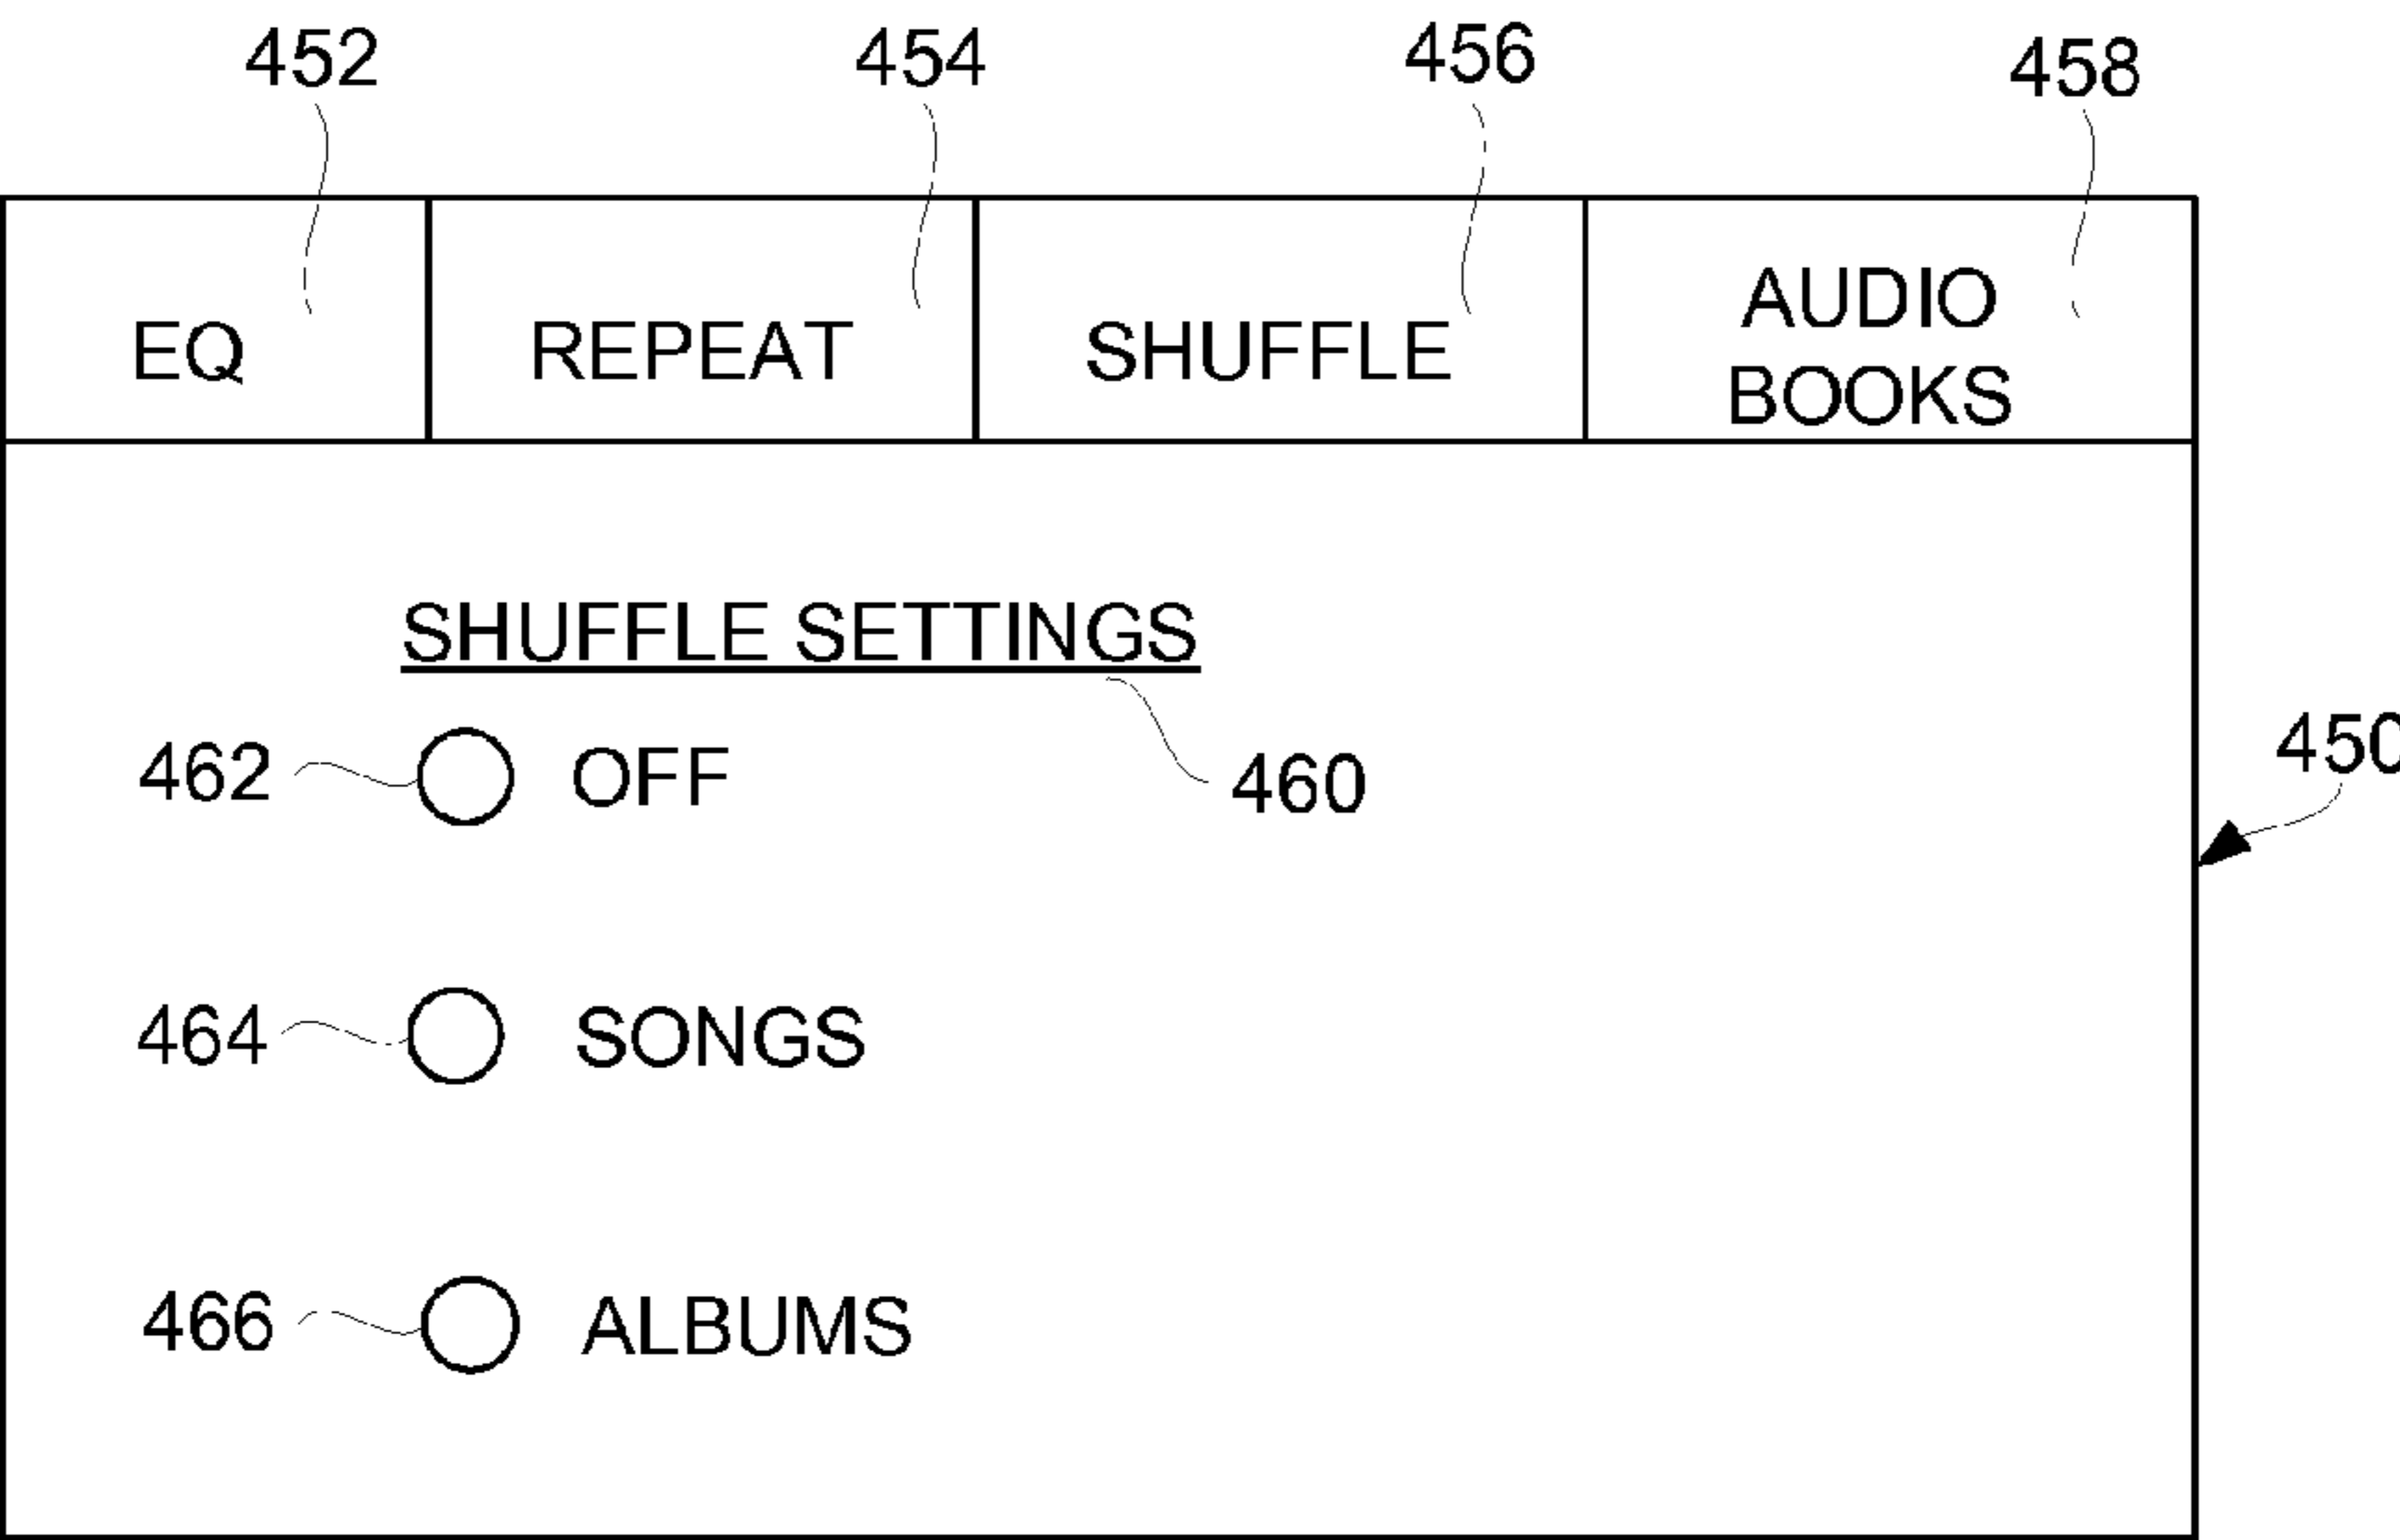 452 454 456 458
EQ REPEAT SHUFFLE AUDIO
BOOKS
SHUFFLE SETTINGS
462 OFF 460 450
464 SONGS
466 ALBUMS